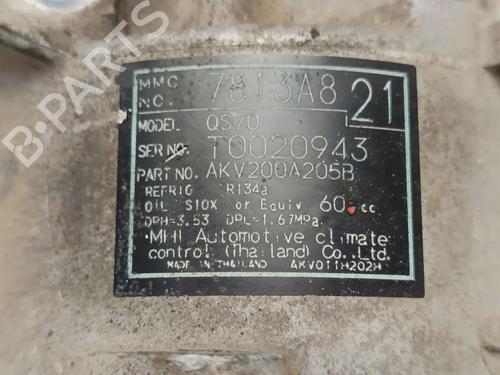 MMC NO. 7813A8 21
MODEL QS70
SER NO. T0020943
PART NO. AKV200A205B
REFRIG R134a
OIL S10X or Equiv 60 cc
DPH=3.53 DPL=1.67MPa.
·MHI Automotive climate
control (Thailand) Co., Ltd.
MADE IN THAILAND AKV011H202H
B-PARTS